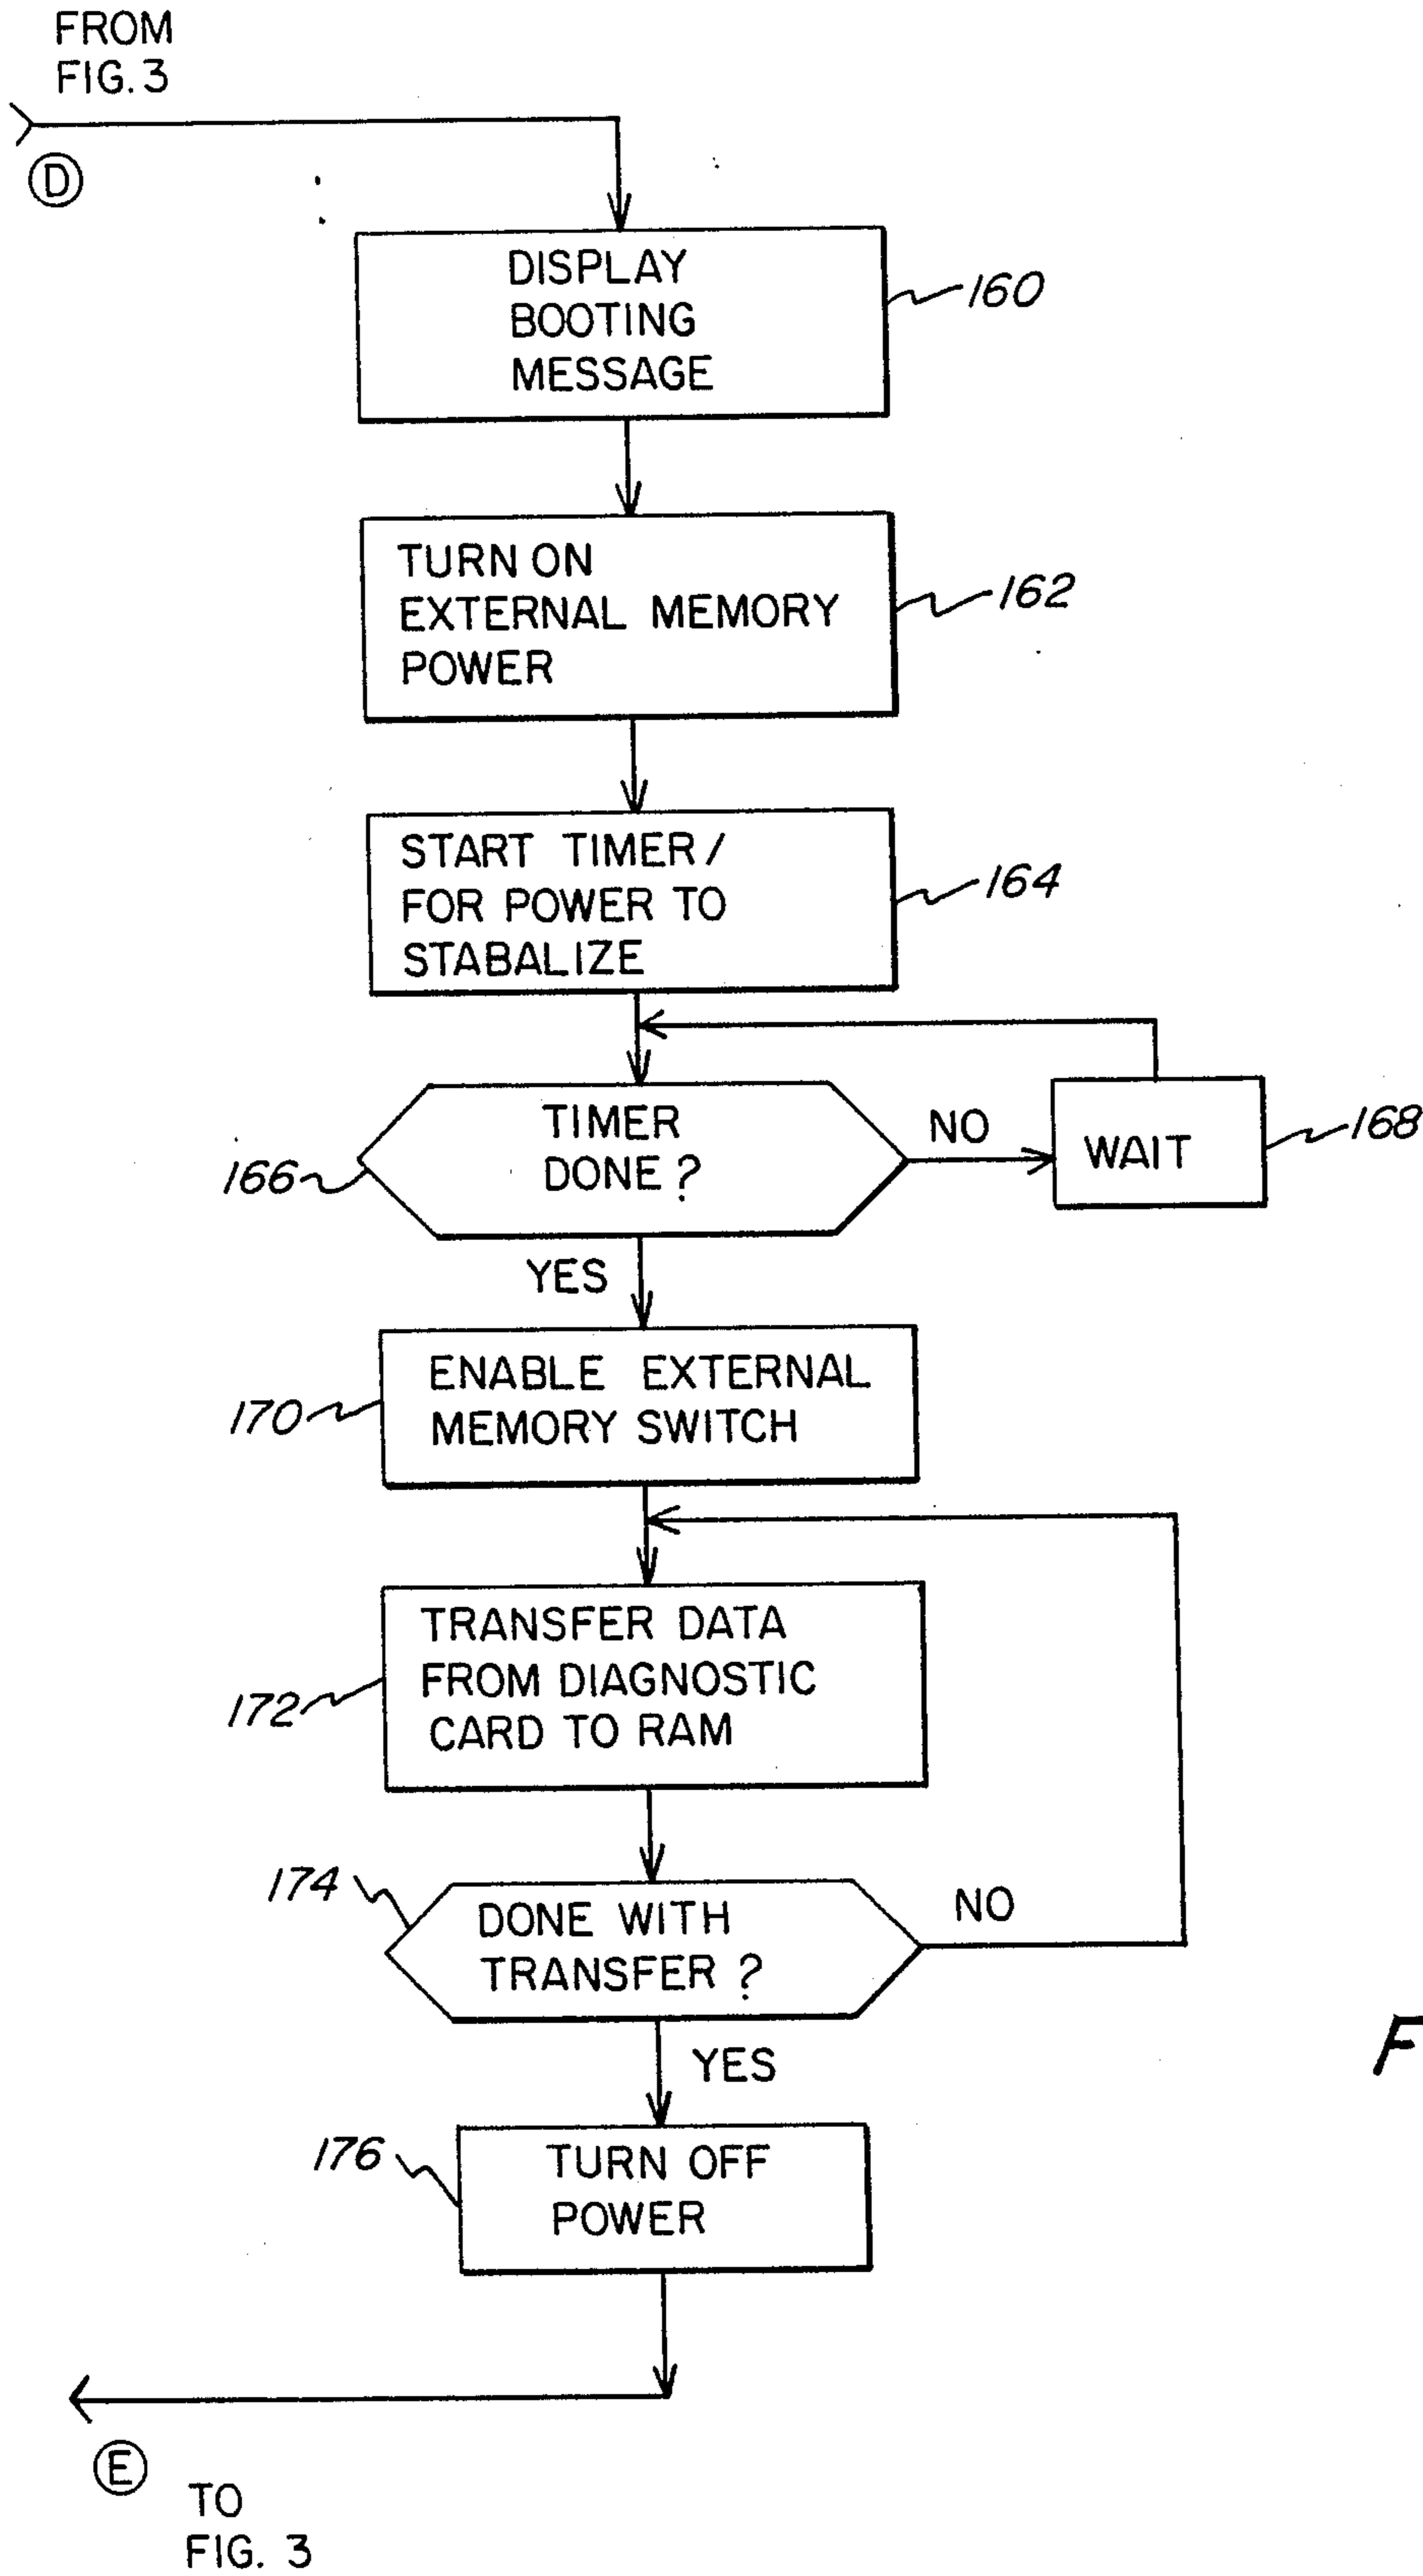 FROM
FIG. 3
D
DISPLAY
BOOTING
MESSAGE
160
TURN ON
EXTERNAL MEMORY
POWER
162
START TIMER /
FOR POWER TO
STABALIZE
164
TIMER
DONE ?
166
NO
WAIT
168
YES
ENABLE EXTERNAL
MEMORY SWITCH
170
TRANSFER DATA
FROM DIAGNOSTIC
CARD TO RAM
172
174
DONE WITH
TRANSFER ?
NO
YES
F
176
TURN OFF
POWER
E
TO
FIG. 3